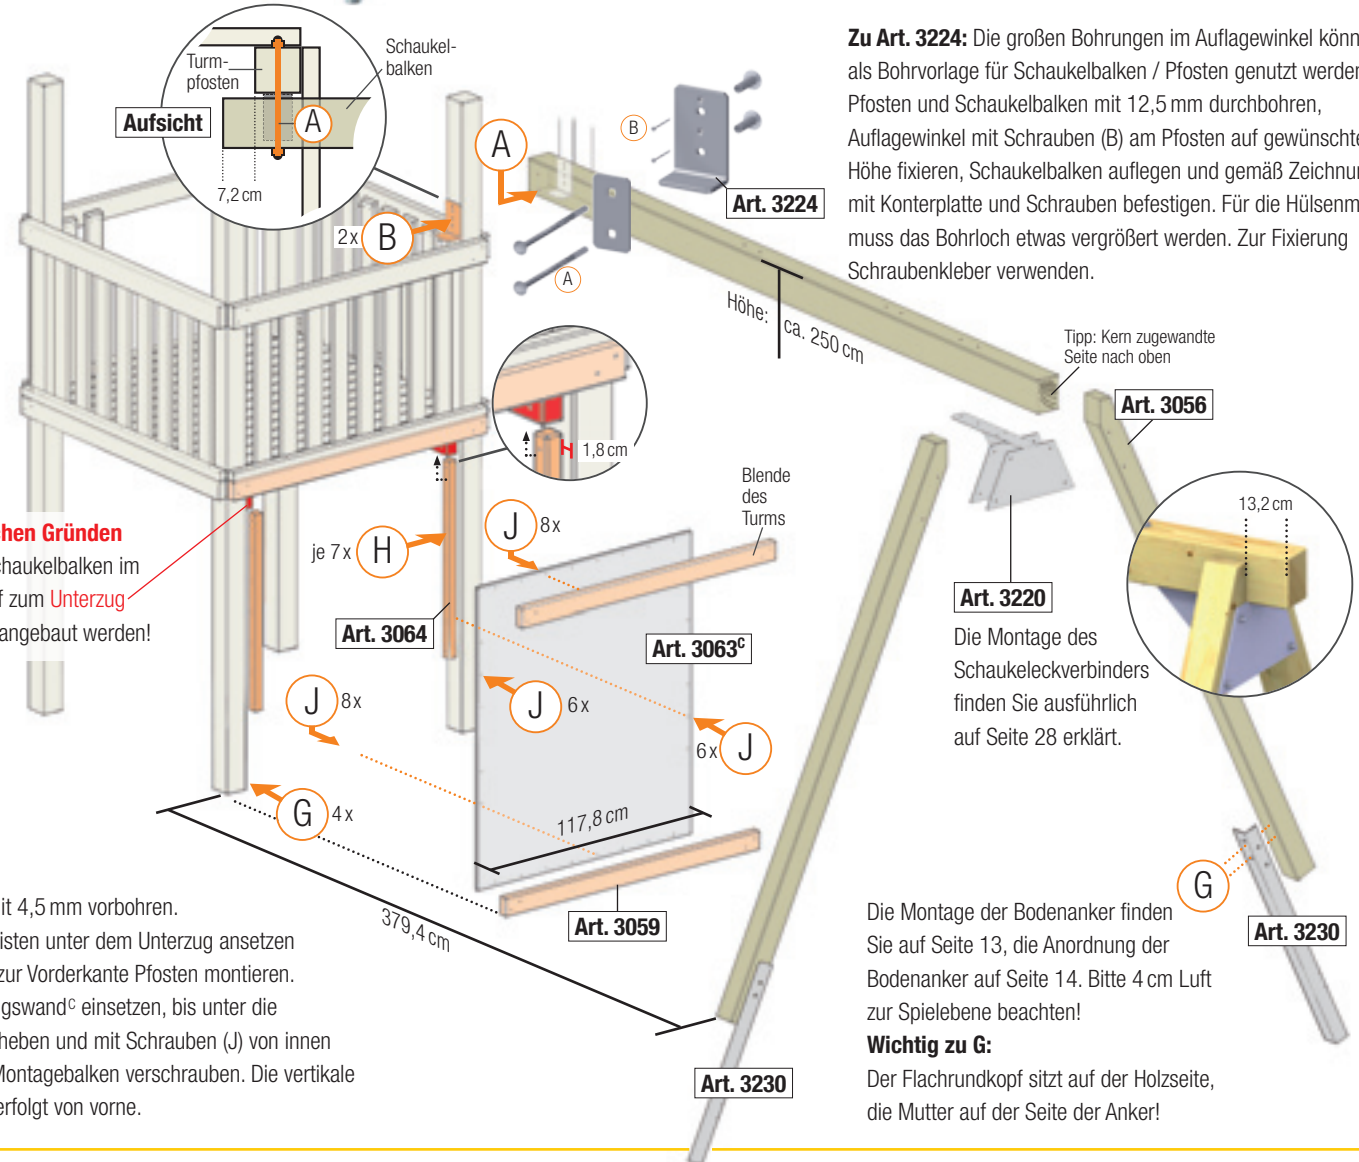 Turm-
pfosten
Schaukel-
balken
Aufsicht
A
7,2 cm
2x B
A
B
A
Art. 3224
Zu Art. 3224: Die großen Bohrungen im Auflagewinkel könn
als Bohrvorlage für Schaukelbalken / Pfosten genutzt werden
Pfosten und Schaukelbalken mit 12,5 mm durchbohren,
Auflagewinkel mit Schrauben (B) am Pfosten auf gewünschte
Höhe fixieren, Schaukelbalken auflegen und gemäß Zeichnun
mit Konterplatte und Schrauben befestigen. Für die Hülsenm
muss das Bohrloch etwas vergrößert werden. Zur Fixierung
Schraubenkleber verwenden.
Höhe: ca. 250 cm
Tipp: Kern zugewandte
Seite nach oben
Art. 3056
1,8 cm
Blende
des
Turms
13,2 cm
chen Gründen
chaukelbalken im
f zum Unterzug
angebaut werden!
je 7x H
J 8x
Art. 3064
Art. 3063c
Art. 3220
Die Montage des
Schaukeleckverbinders
finden Sie ausführlich
auf Seite 28 erklärt.
J 8x
J 6x
6x J
G 4x
117,8 cm
379,4 cm
Art. 3059
it 4,5 mm vorbohren.
isten unter dem Unterzug ansetzen
zur Vorderkante Pfosten montieren.
gswandc einsetzen, bis unter die
heben und mit Schrauben (J) von innen
Montagebalken verschrauben. Die vertikale
erfolgt von vorne.
G
Art. 3230
Die Montage der Bodenanker finden
Sie auf Seite 13, die Anordnung der
Bodenanker auf Seite 14. Bitte 4 cm Luft
zur Spielebene beachten!
Wichtig zu G:
Der Flachrundkopf sitzt auf der Holzseite,
die Mutter auf der Seite der Anker!
Art. 3230